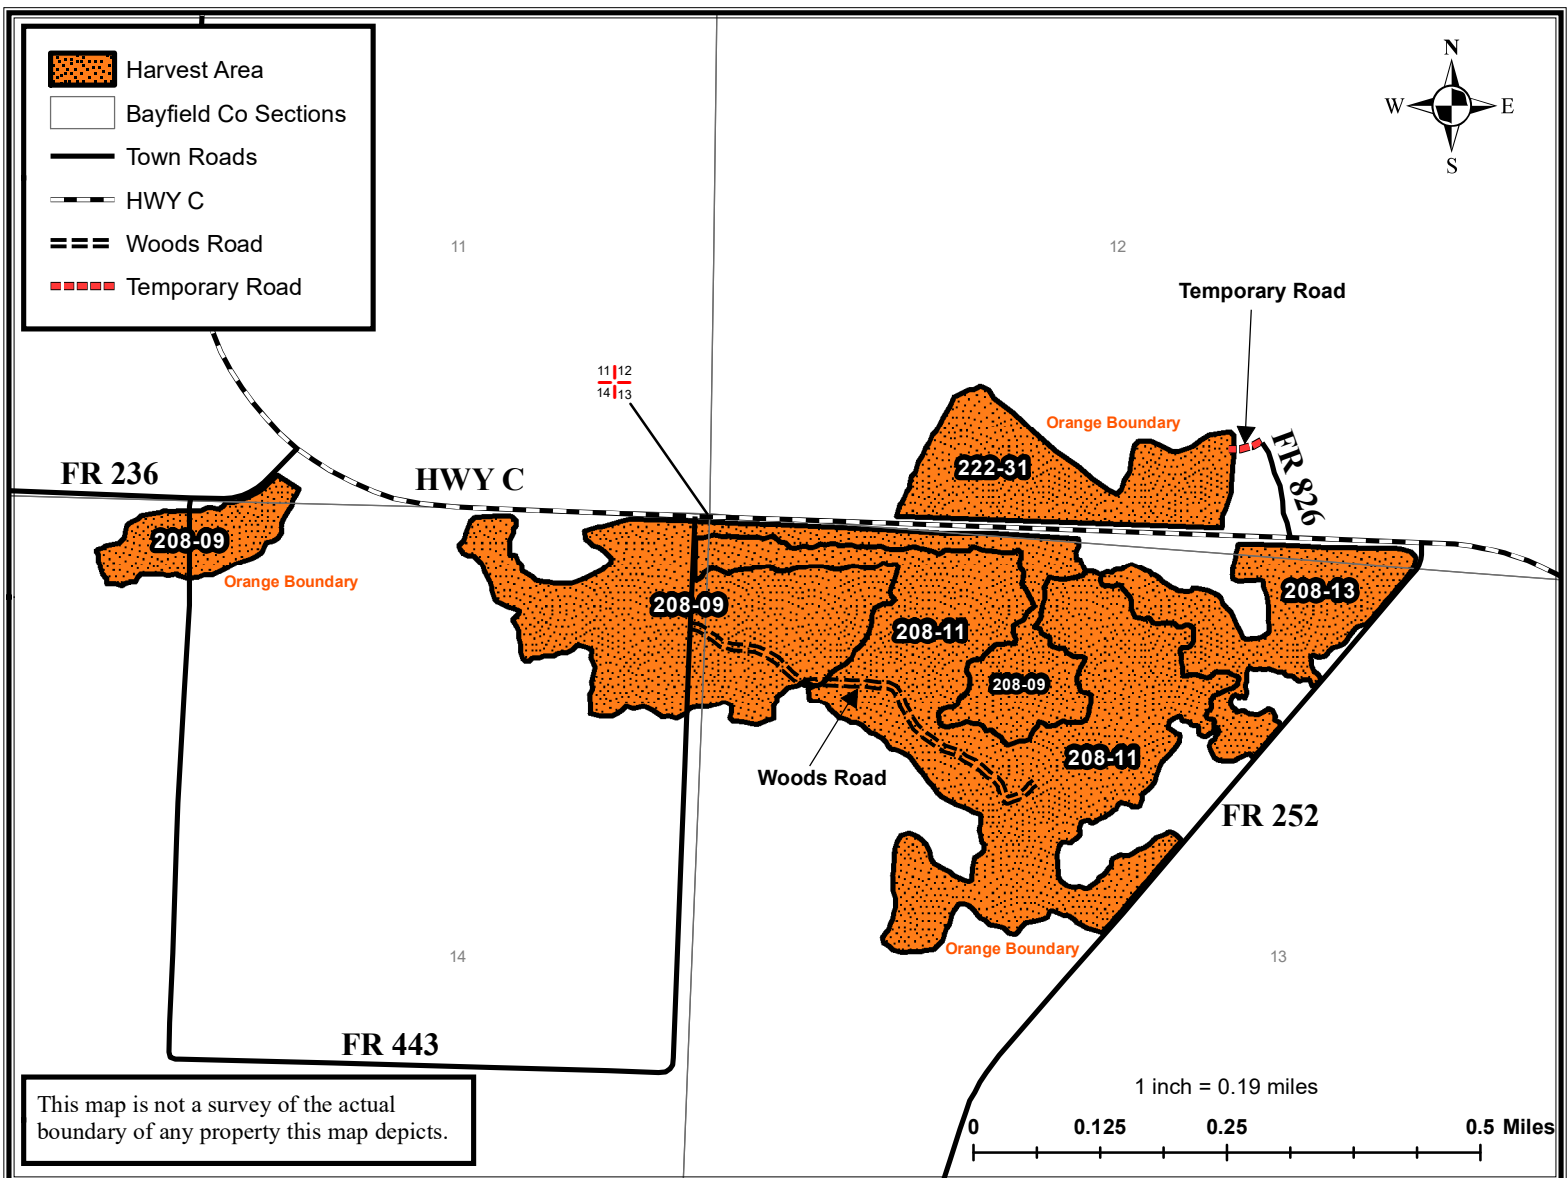 Harvest Area
Bayfield Co Sections
Town Roads
HWY C
Woods Road
Temporary Road
N
W E
S
11
12
Temporary Road
11 12
14 13
Orange Boundary
FR 236
HWY C
222-31
FR 826
208-09
Orange Boundary
208-09
208-11
208-13
208-09
Woods Road
208-11
FR 252
Orange Boundary
14
13
FR 443
This map is not a survey of the actual
boundary of any property this map depicts.
1 inch = 0.19 miles
0 0.125 0.25 0.5 Miles